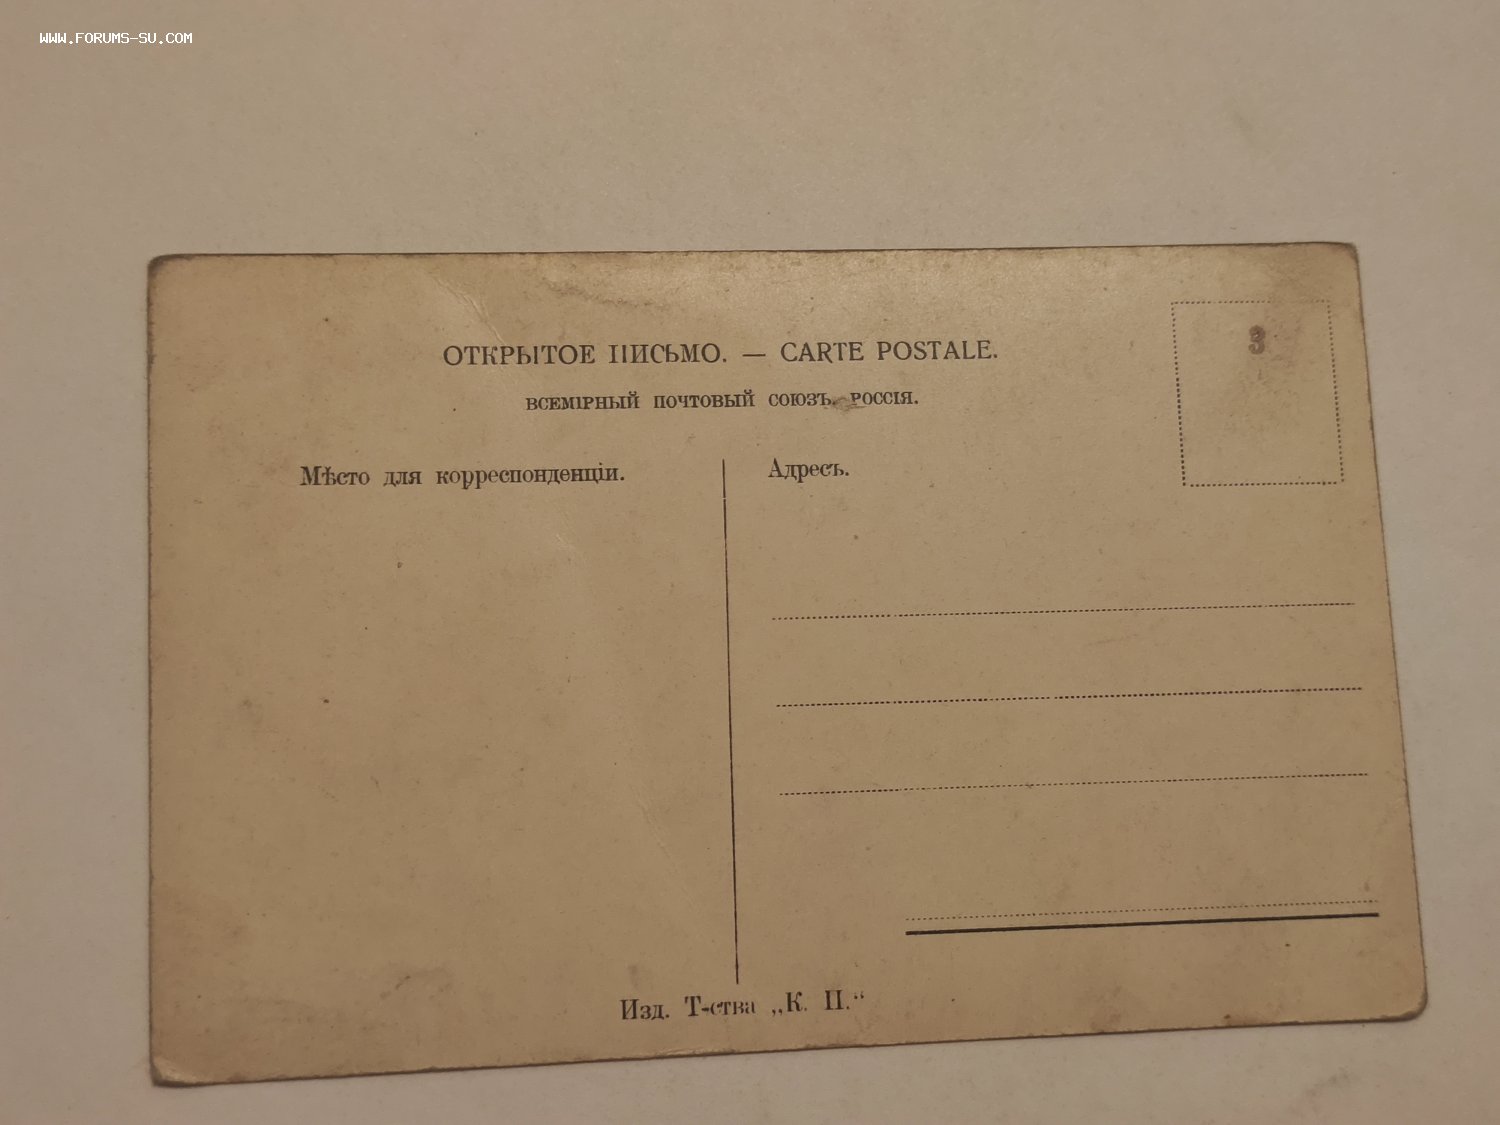 WWW.FORUMS-SU.COM
3
ОТКРЫТОЕ ПИСЬМО. — CARTE POSTALE.
ВСЕМІРНЫЙ ПОЧТОВЫЙ СОЮЗЪ. РОССІЯ.
Мѣсто для корреспонденціи.
Адресъ.
Изд. Т-ства „К. П.“